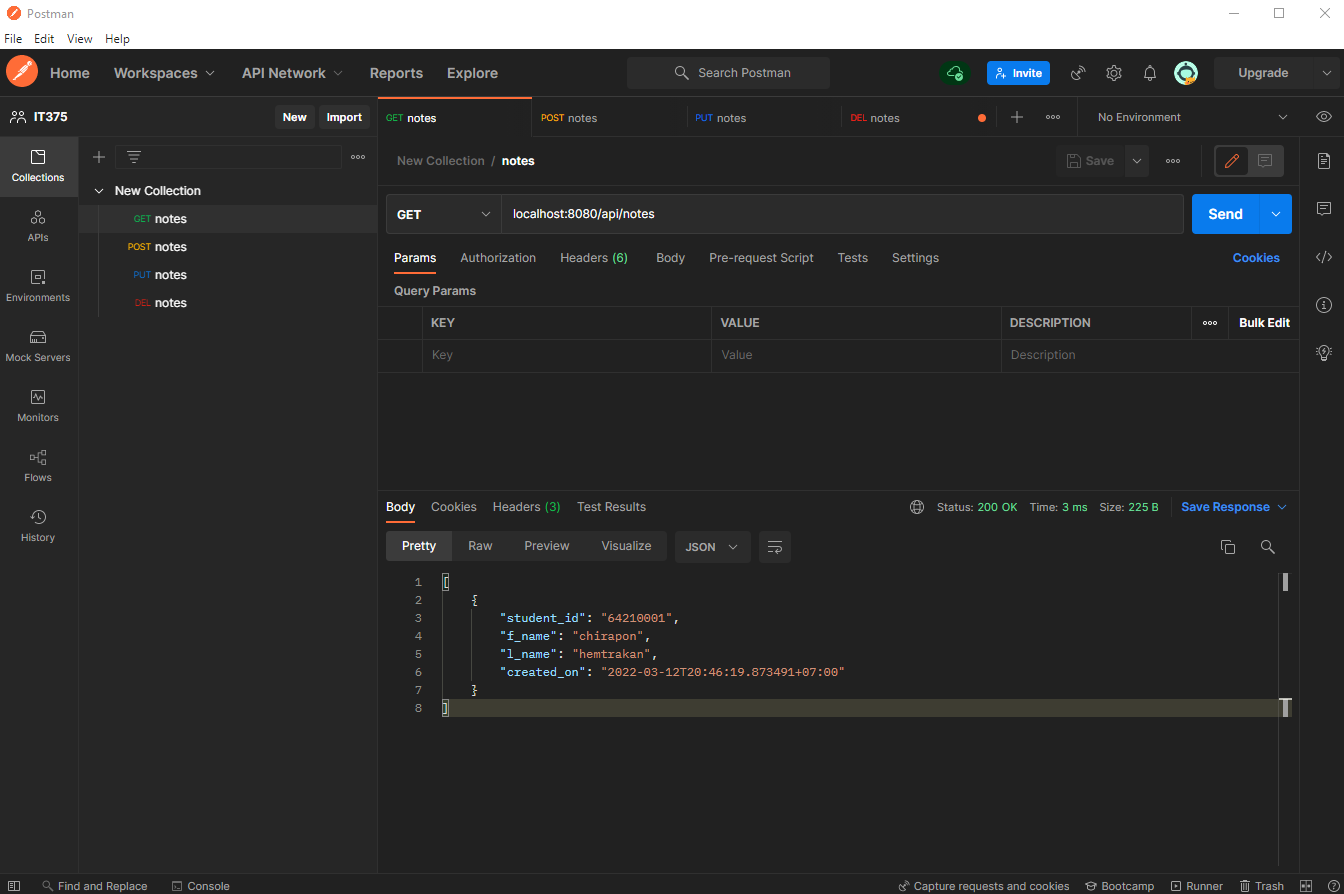 Postman
File Edit View Help
Home Workspaces API Network Reports Explore Search Postman Invite Upgrade
IT375 New Import GET notes POST notes PUT notes DEL notes No Environment
Collections
APIs
Environments
Mock Servers
Monitors
Flows
History
New Collection
GET notes
POST notes
PUT notes
DEL notes
New Collection / notes Save
GET localhost:8080/api/notes Send
Params Authorization Headers (6) Body Pre-request Script Tests Settings Cookies
Query Params
KEY VALUE DESCRIPTION Bulk Edit
Key Value Description
Body Cookies Headers (3) Test Results Status: 200 OK Time: 3 ms Size: 225 B Save Response
Pretty Raw Preview Visualize JSON
1 [
2 {
3 "student_id": "64210001",
4 "f_name": "chirapon",
5 "l_name": "hemtrakan",
6 "created_on": "2022-03-12T20:46:19.873491+07:00"
7 }
8 ]
Find and Replace Console Capture requests and cookies Bootcamp Runner Trash